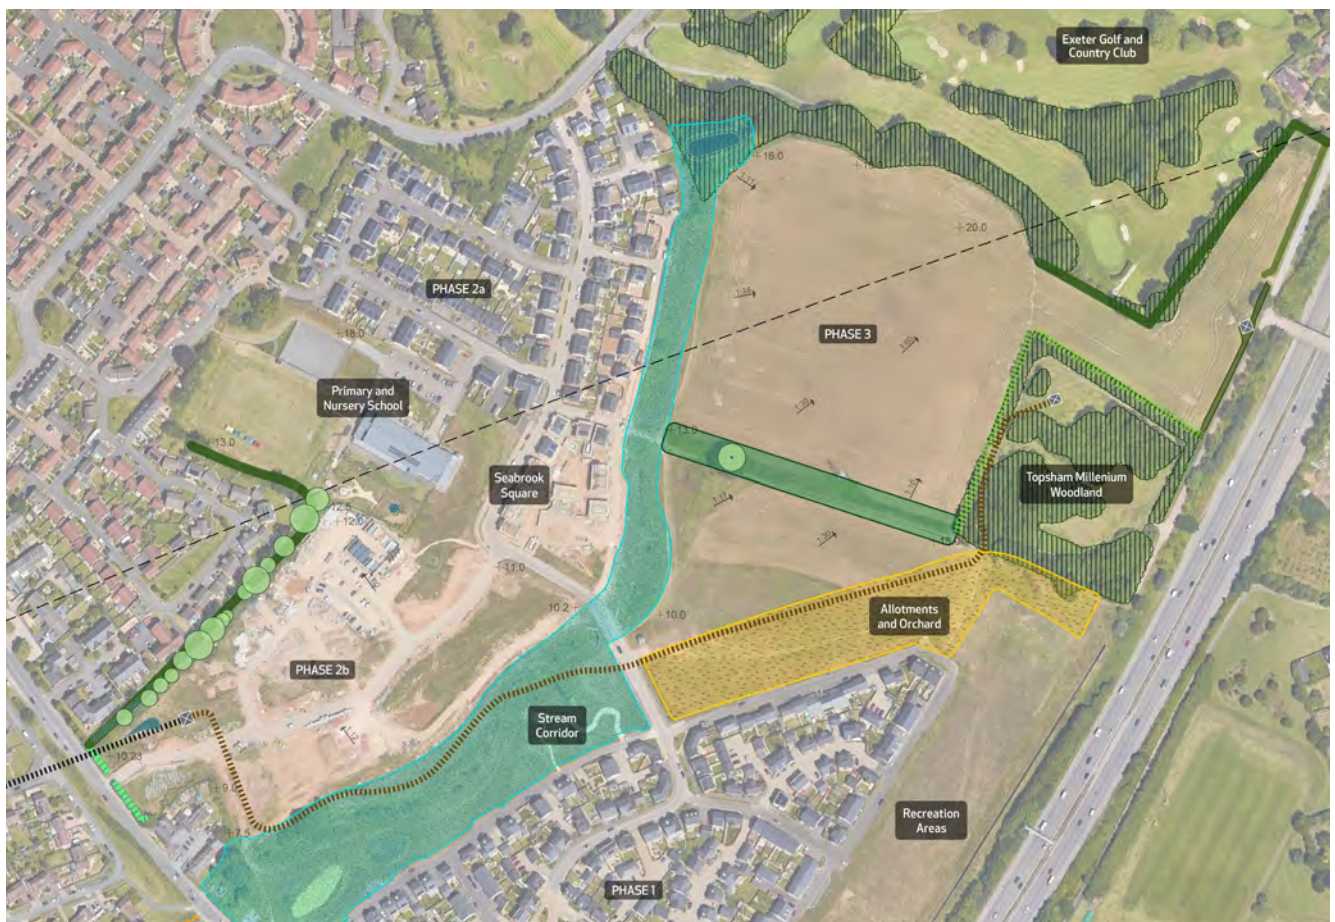 Exeter Golf and
Country Club
+16.0
+20.0
PHASE 2a
PHASE 3
+18.0
Primary and
Nursery School
+13.0
Seabrook
Square
Topsham Millenium
Woodland
+12.0
+11.0
10.2+
+10.0
Allotments
and Orchard
PHASE 2b
Stream
Corridor
+10.23
+9.0
+7.5
Recreation
Areas
PHASE 1